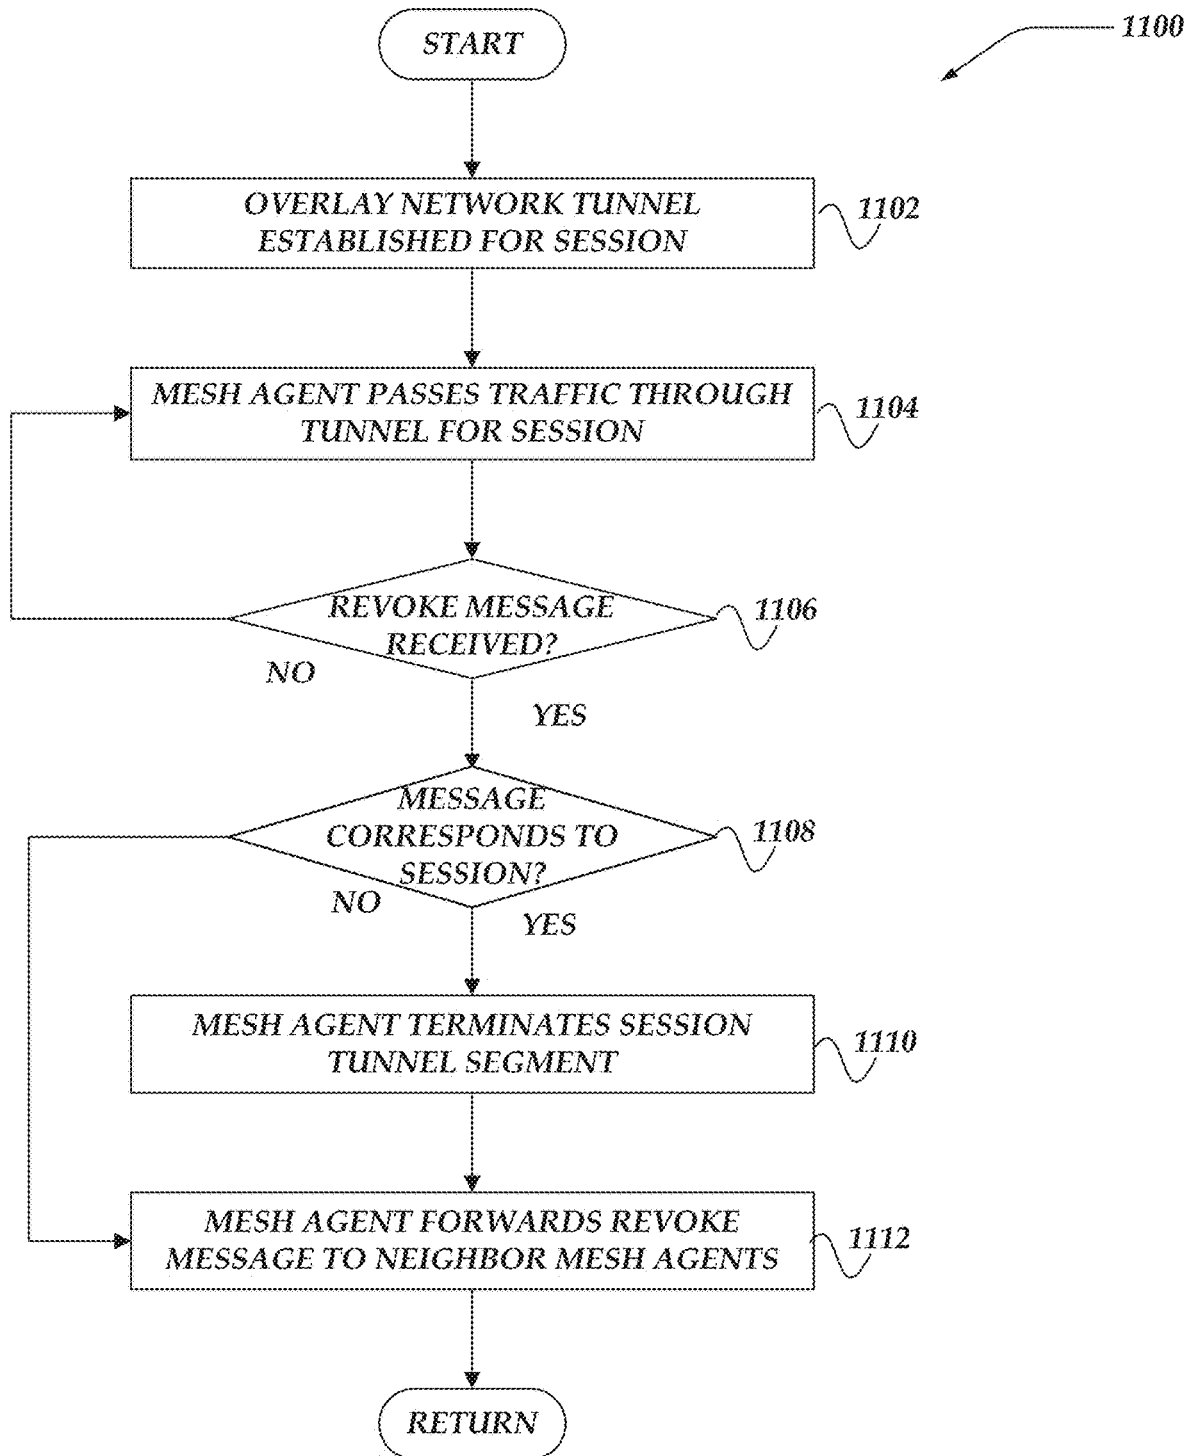 START
1100
OVERLAY NETWORK TUNNEL
ESTABLISHED FOR SESSION
1102
MESH AGENT PASSES TRAFFIC THROUGH
TUNNEL FOR SESSION
1104
REVOKE MESSAGE
RECEIVED?
1106
NO
YES
MESSAGE
CORRESPONDS TO
SESSION?
1108
NO
YES
MESH AGENT TERMINATES SESSION
TUNNEL SEGMENT
1110
MESH AGENT FORWARDS REVOKE
MESSAGE TO NEIGHBOR MESH AGENTS
1112
RETURN